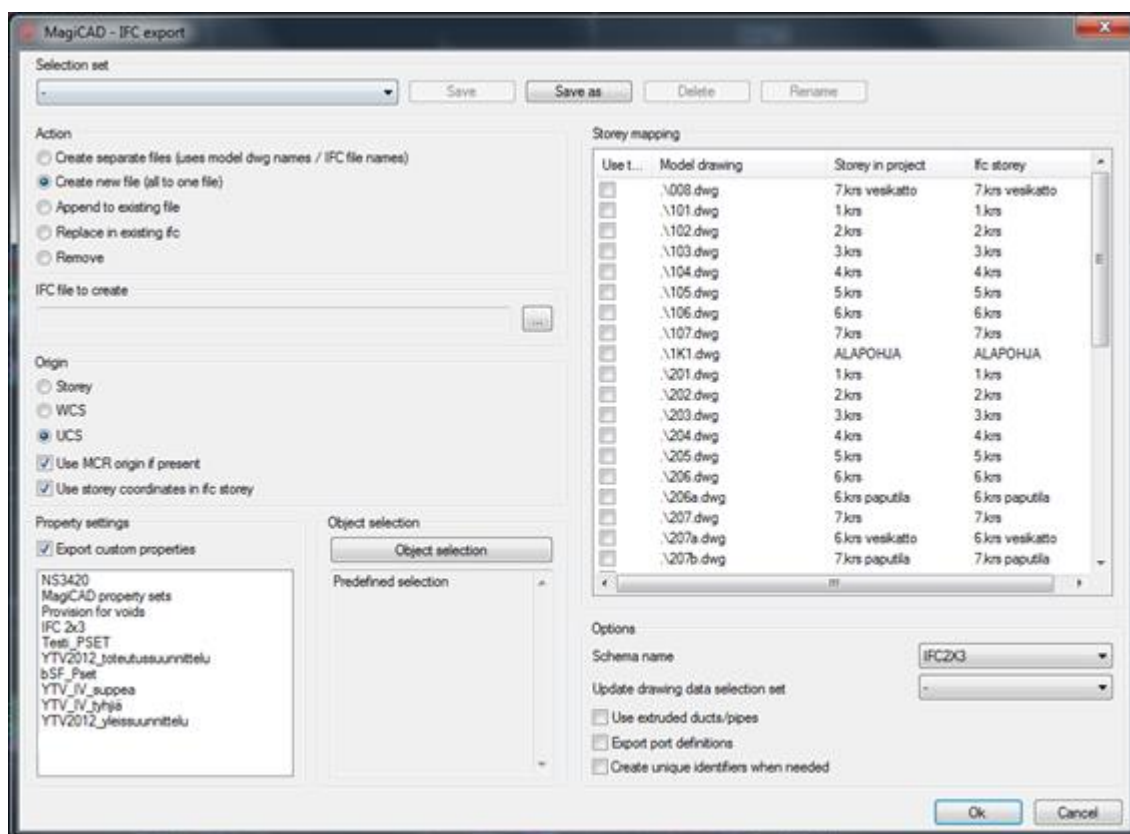 MagiCAD - IFC export
Selection set
-
Save
Save as
Delete
Rename
Action
Create separate files (uses model dwg names / IFC file names)
Create new file (all to one file)
Append to existing file
Replace in existing ifc
Remove
IFC file to create
...
Origin
Storey
WCS
UCS
Use MCR origin if present
Use storey coordinates in ifc storey
Property settings
Export custom properties
NS3420
MagiCAD property sets
Provision for voids
IFC 2x3
Testi_PSET
YTV2012_toteutussuunnittelu
bSF_Pset
YTV_IV_suppea
YTV_IV_tyhjiä
YTV2012_yleissuunnittelu
Object selection
Object selection
Predefined selection
Storey mapping
Use t... Model drawing Storey in project Ifc storey
.\008.dwg 7.krs vesikatto 7.krs vesikatto
.\101.dwg 1.krs 1.krs
.\102.dwg 2.krs 2.krs
.\103.dwg 3.krs 3.krs
.\104.dwg 4.krs 4.krs
.\105.dwg 5.krs 5.krs
.\106.dwg 6.krs 6.krs
.\107.dwg 7.krs 7.krs
.\1K1.dwg ALAPOHJA ALAPOHJA
.\201.dwg 1.krs 1.krs
.\202.dwg 2.krs 2.krs
.\203.dwg 3.krs 3.krs
.\204.dwg 4.krs 4.krs
.\205.dwg 5.krs 5.krs
.\206.dwg 6.krs 6.krs
.\206a.dwg 6.krs paputila 6.krs paputila
.\207.dwg 7.krs 7.krs
.\207a.dwg 6.krs vesikatto 6.krs vesikatto
.\207b.dwg 7.krs paputila 7.krs paputila
Options
Schema name IFC2X3
Update drawing data selection set -
Use extruded ducts/pipes
Export port definitions
Create unique identifiers when needed
Ok
Cancel